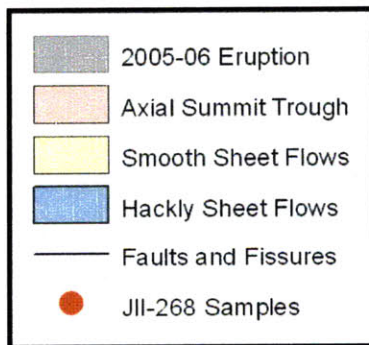 2005-06 Eruption
Axial Summit Trough
Smooth Sheet Flows
Hackly Sheet Flows
Faults and Fissures
JII-268 Samples